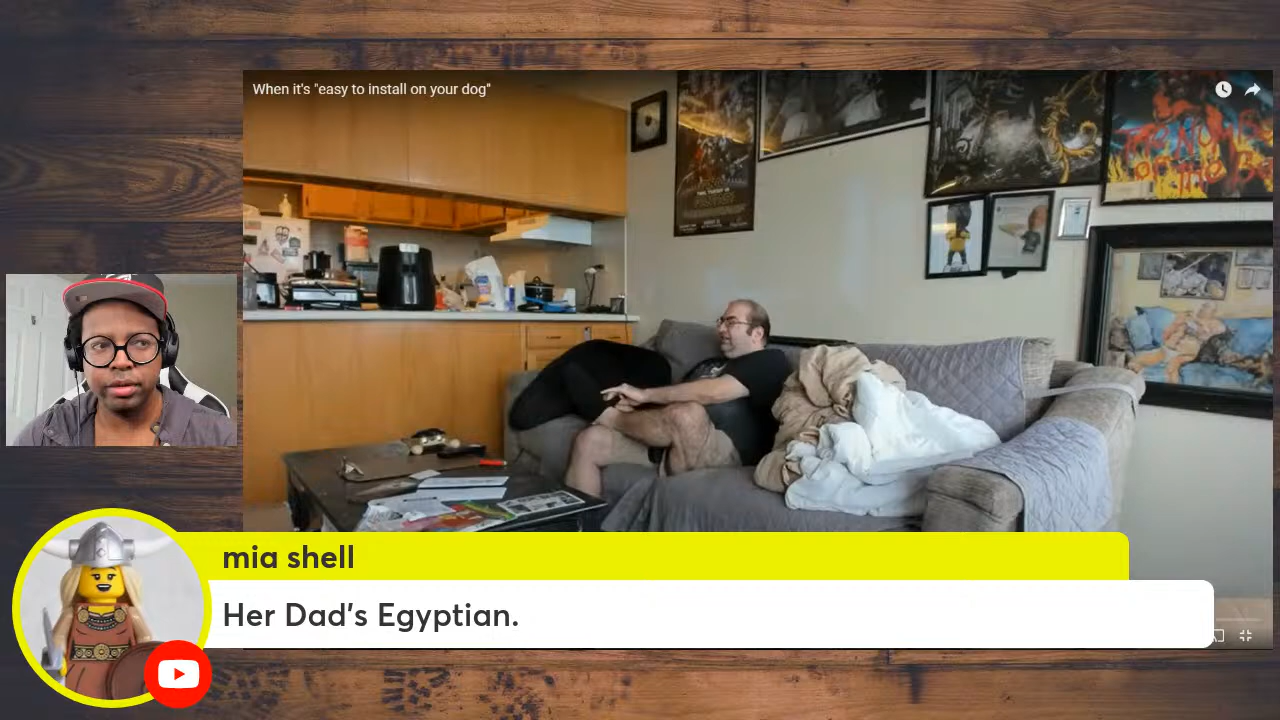 When it's "easy to install on your dog"
mia shell
Her Dad's Egyptian.